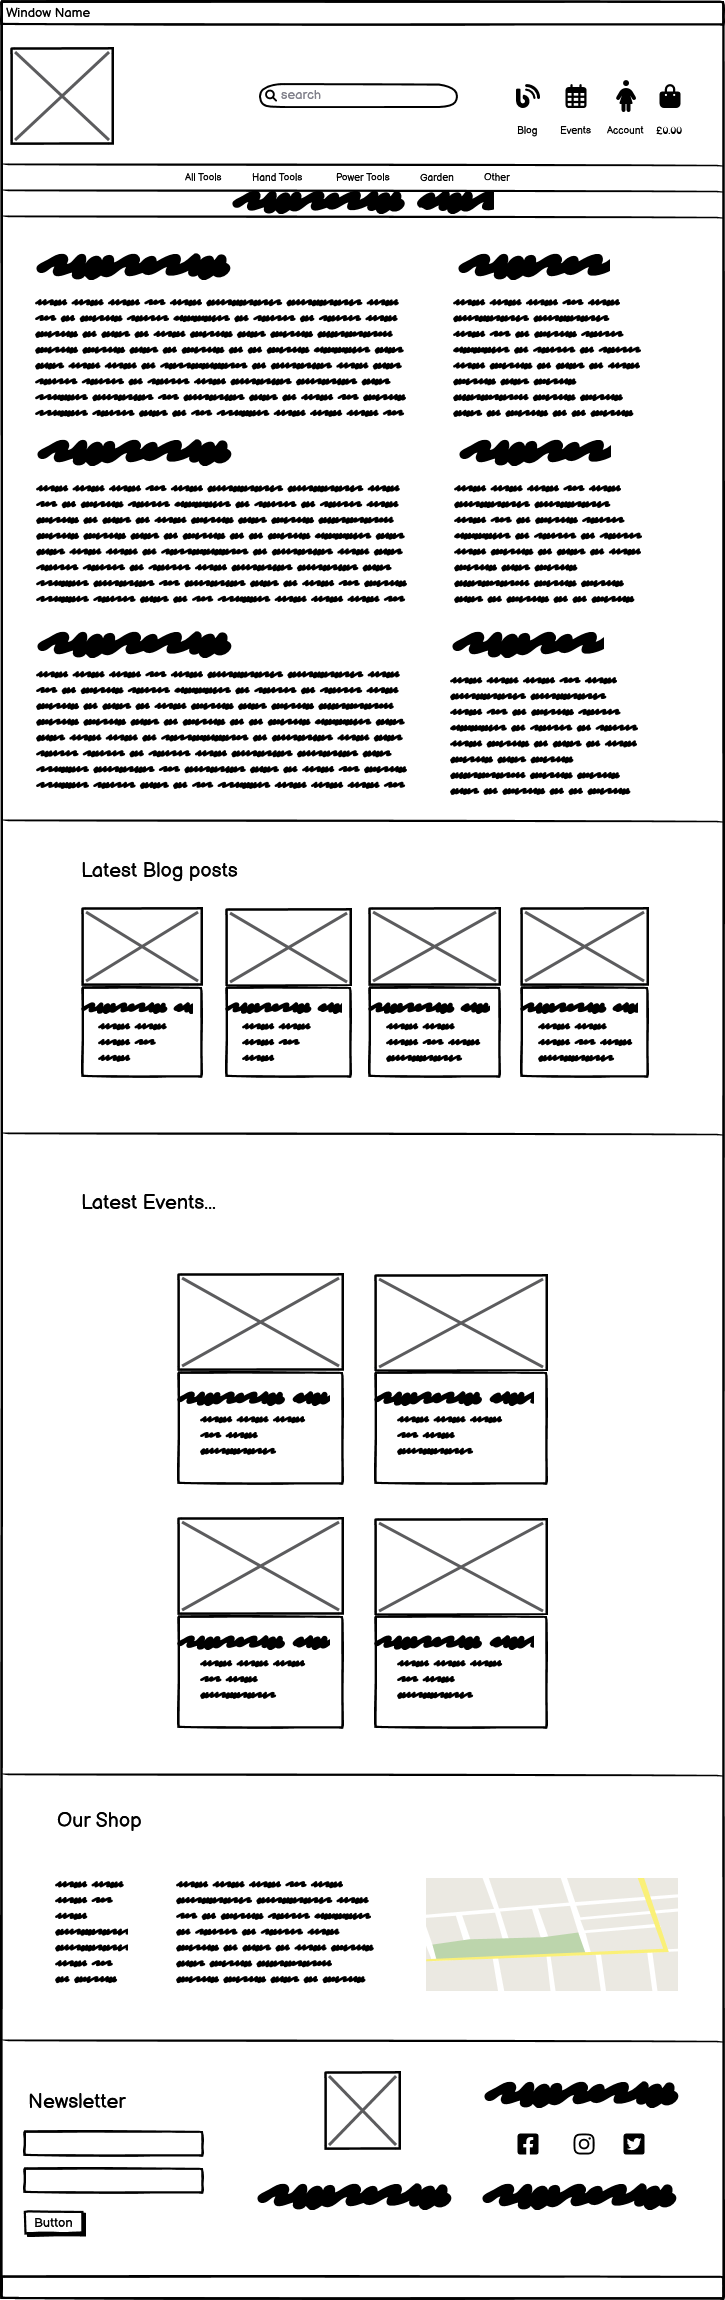 Window Name
search
Blog Events Account £0.00
All Tools Hand Tools Power Tools Garden Other
Latest Blog posts
Latest Events...
Our Shop
Newsletter
Button